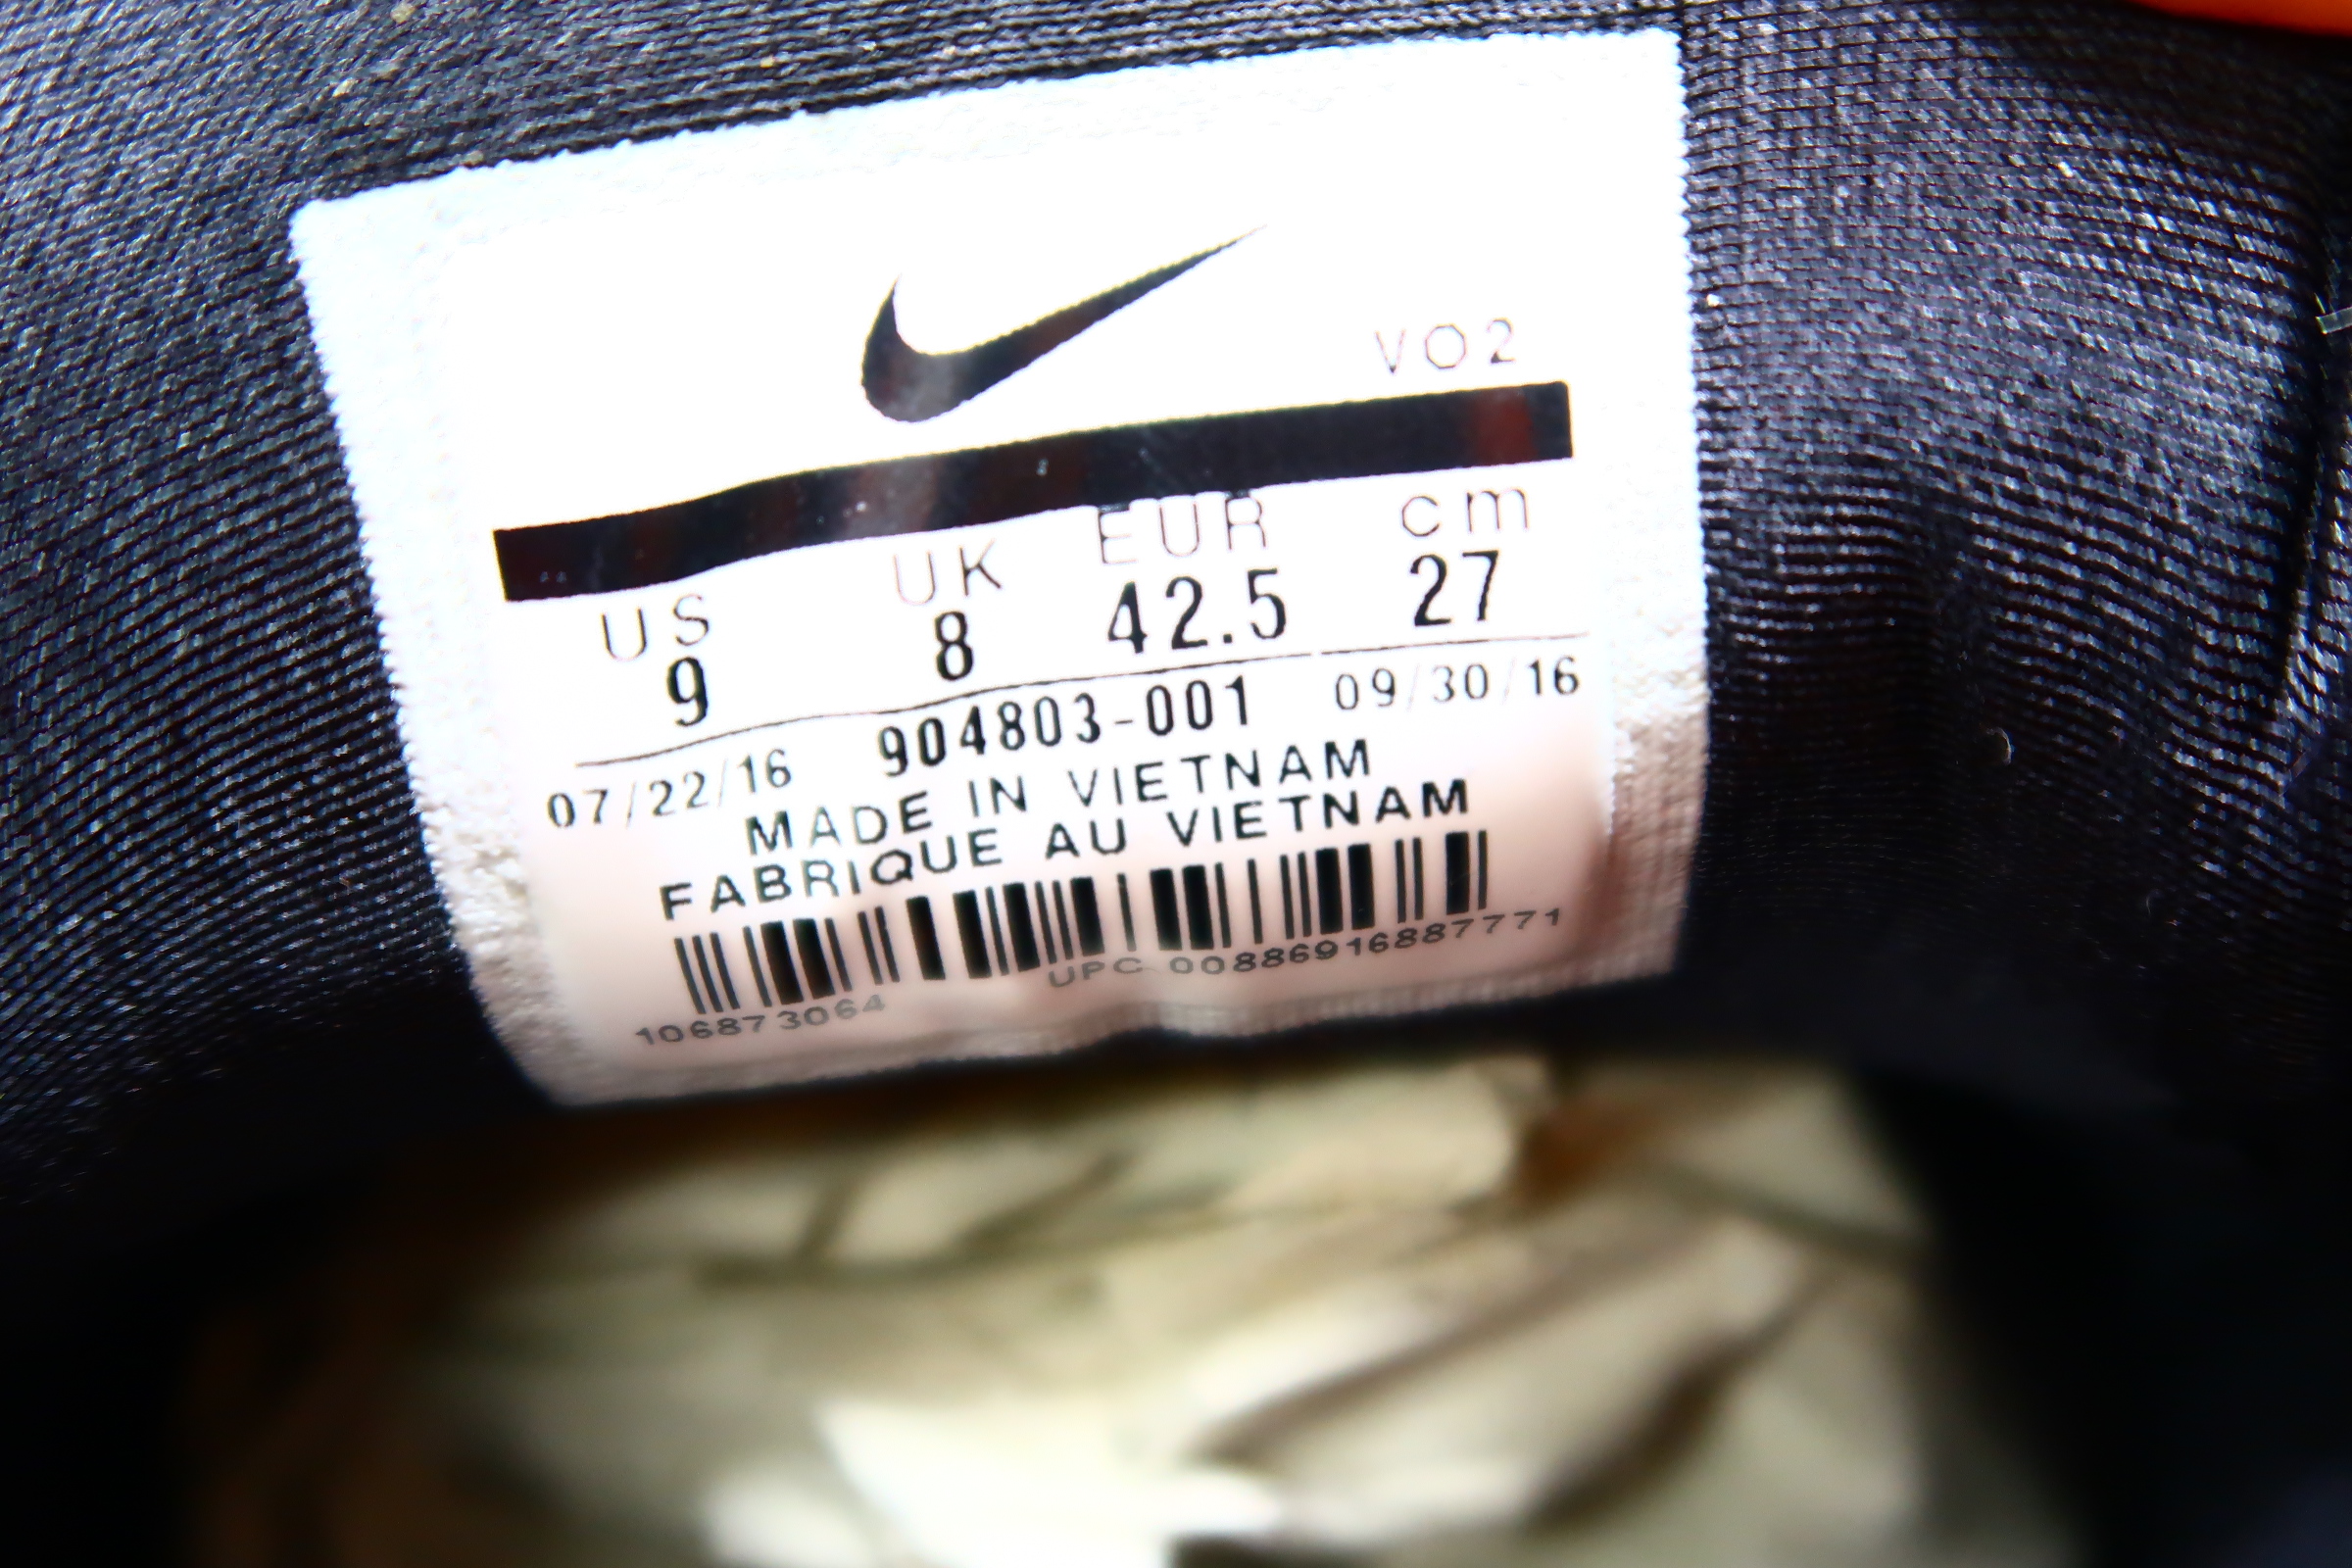 VO2
US UK EUR cm
9 8 42.5 27
07/22/16 904803-001 09/30/16
MADE IN VIETNAM
FABRIQUE AU VIETNAM
106873064 UPC 00886916887771